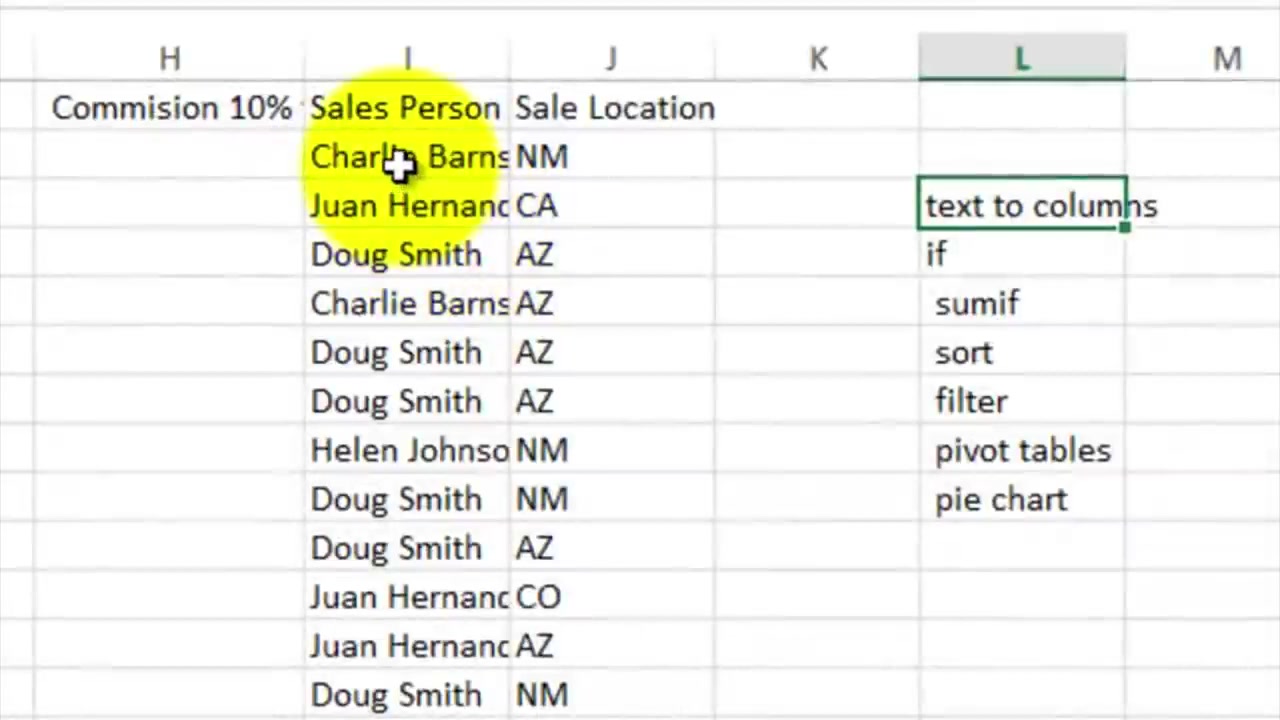 H I J K L M
Commision 10% Sales Person Sale Location
Charlie Barns NM
Juan Hernanc CA text to columns
Doug Smith AZ if
Charlie Barns AZ sumif
Doug Smith AZ sort
Doug Smith AZ filter
Helen Johnso NM pivot tables
Doug Smith NM pie chart
Doug Smith AZ
Juan Hernanc CO
Juan Hernanc AZ
Doug Smith NM